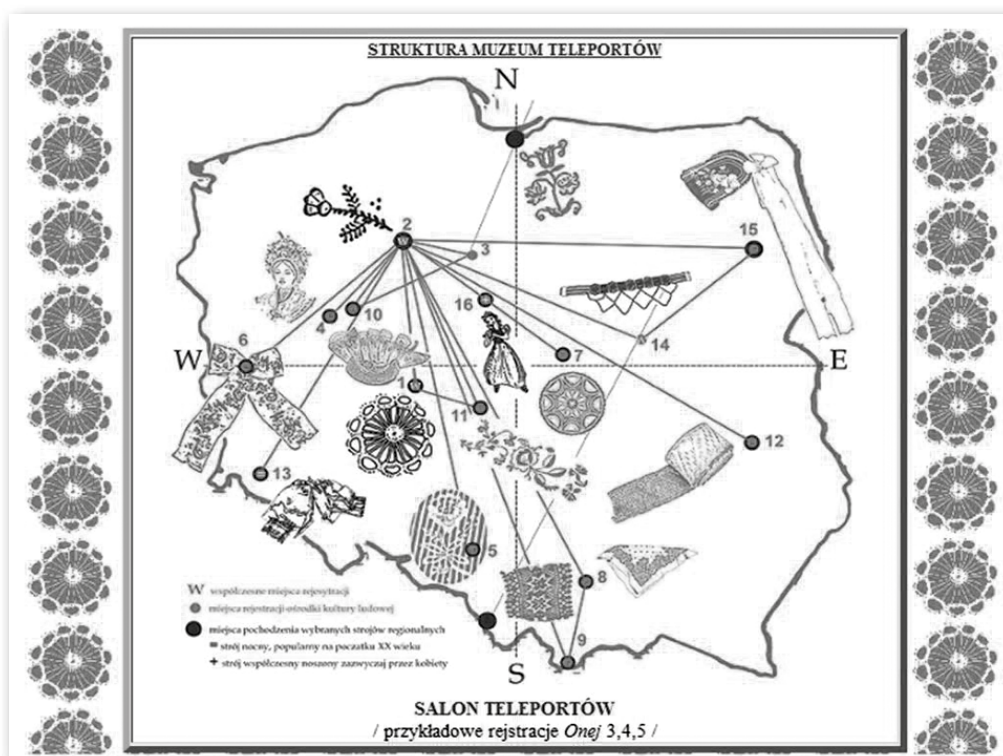 STRUKTURA MUZEUM TELEPORTÓW
N
2
W
3
15
16
10
4
14
6
7
W
E
1
W
11
12
13
5
8
9
W współczesne miejsca rejesytracji
miejsca rejestracji-ośrodki kultury ludowej
miejsca pochodzenia wybranych strojów regionalnych
= strój nocny, popularny na początku XX wieku
+ strój współczesny noszony zazwyczaj przez kobiety
S
SALON TELEPORTÓW
/ przykładowe rejstracje Onej 3,4,5 /